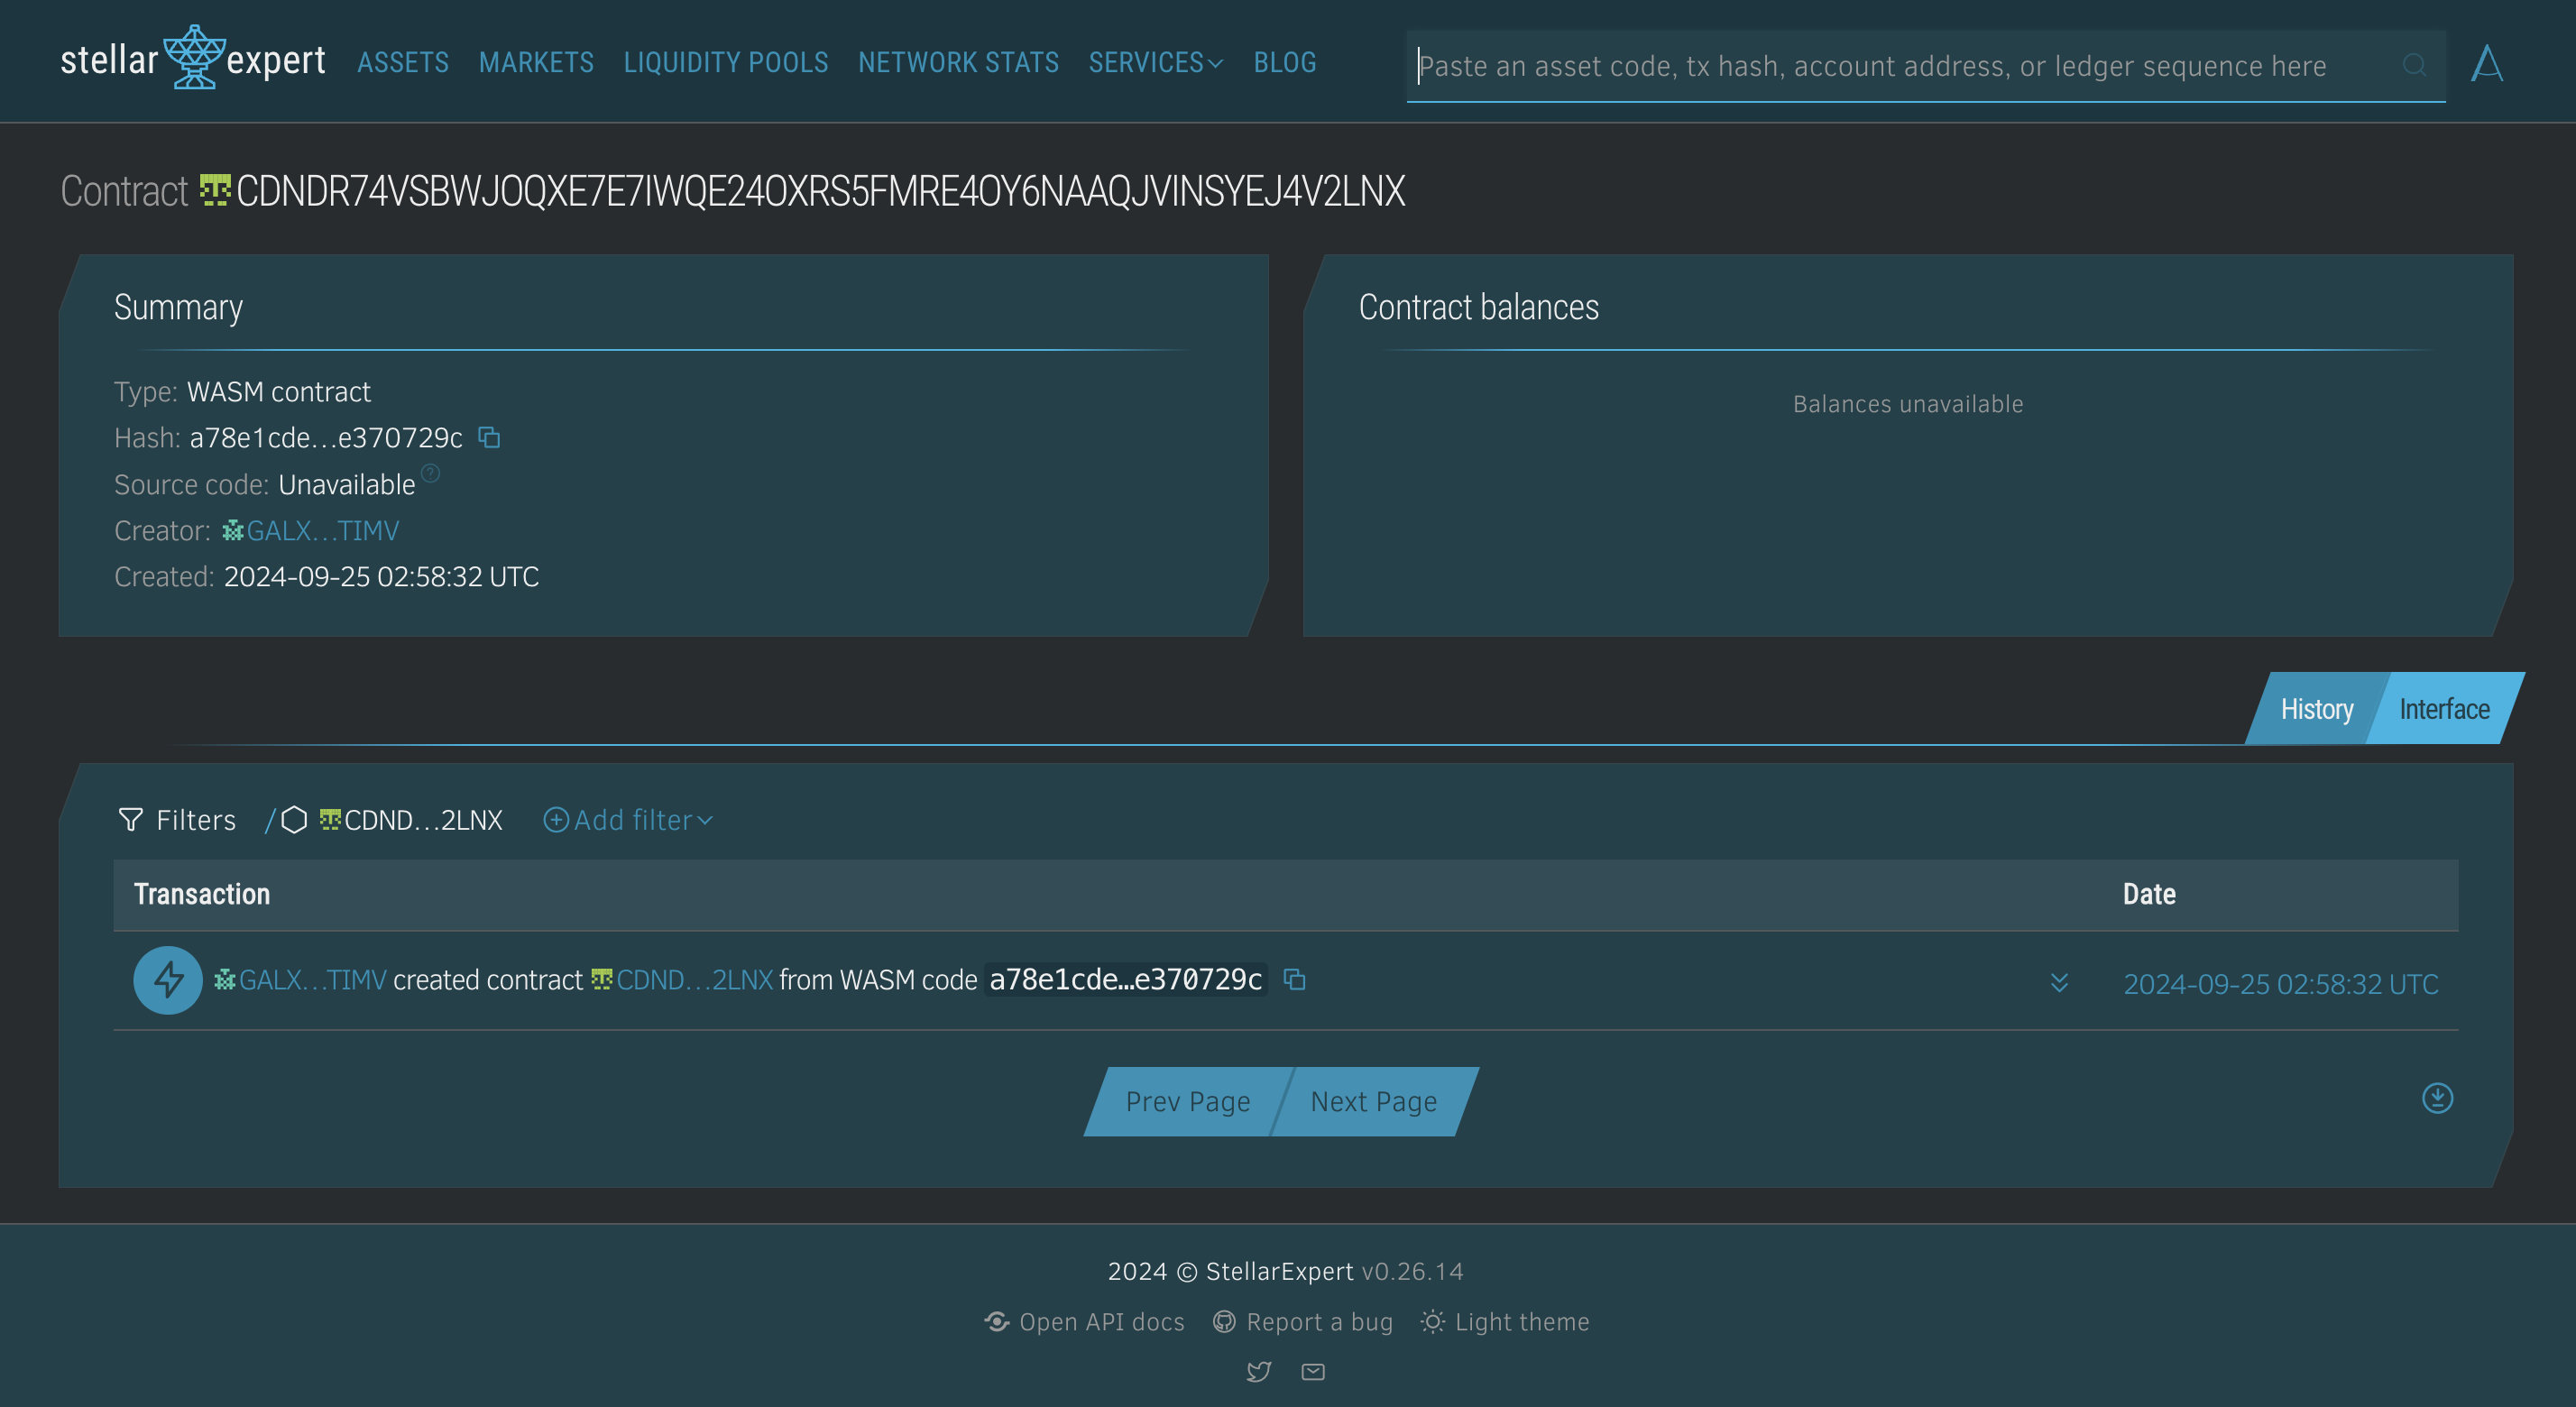 stellar expert ASSETS MARKETS LIQUIDITY POOLS NETWORK STATS SERVICES BLOG Paste an asset code, tx hash, account address, or ledger sequence here
Contract CDNDR74VSBWJOQXE7E7IWQE24OXRS5FMRE4OY6NAAQJVINSYEJ4V2LNX
Summary
Type: WASM contract
Hash: a78e1cde…e370729c
Source code: Unavailable
Creator: GALX…TIMV
Created: 2024-09-25 02:58:32 UTC
Contract balances
Balances unavailable
History Interface
Filters / CDND…2LNX Add filter
Transaction Date
GALX…TIMV created contract CDND…2LNX from WASM code a78e1cde…e370729c 2024-09-25 02:58:32 UTC
Prev Page Next Page
2024 © StellarExpert v0.26.14
Open API docs Report a bug Light theme